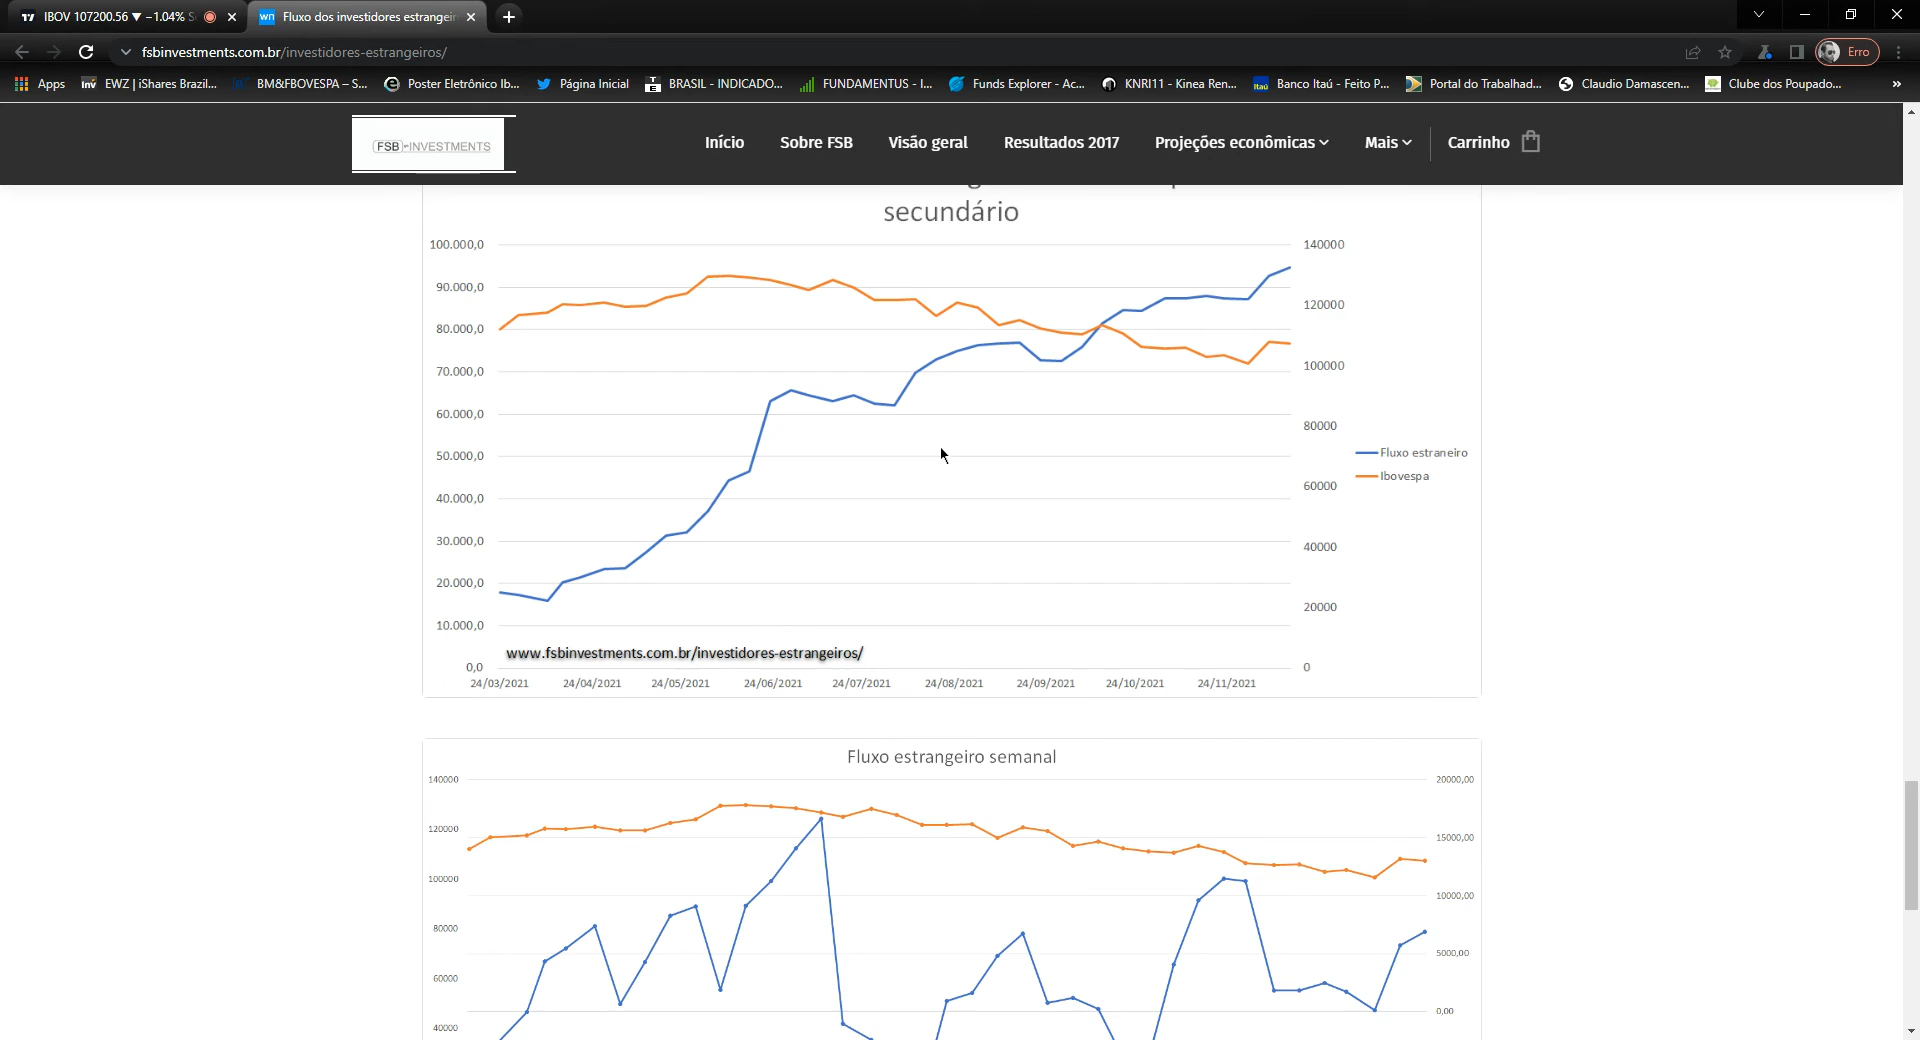 IBOV 107200.56 ▼ −1.04% S
Fluxo dos investidores estrangeir
fsbinvestments.com.br/investidores-estrangeiros/
Erro
Apps
EWZ | iShares Brazil...
BM&FBOVESPA – S...
Poster Eletrônico Ib...
Página Inicial
BRASIL - INDICADO...
FUNDAMENTUS - I...
Funds Explorer - Ac...
KNRI11 - Kinea Ren...
Banco Itaú - Feito P...
Portal do Trabalhad...
Claudio Damascen...
Clube dos Poupado...
»
FSB INVESTMENTS
Início
Sobre FSB
Visão geral
Resultados 2017
Projeções econômicas
Mais
Carrinho
secundário
100.000,0
90.000,0
80.000,0
70.000,0
60.000,0
50.000,0
40.000,0
30.000,0
20.000,0
10.000,0
0,0
140000
120000
100000
80000
60000
40000
20000
0
Fluxo estraneiro
Ibovespa
www.fsbinvestments.com.br/investidores-estrangeiros/
24/03/2021 24/04/2021 24/05/2021 24/06/2021 24/07/2021 24/08/2021 24/09/2021 24/10/2021 24/11/2021
Fluxo estrangeiro semanal
140000
120000
100000
80000
60000
40000
20000,00
15000,00
10000,00
5000,00
0,00